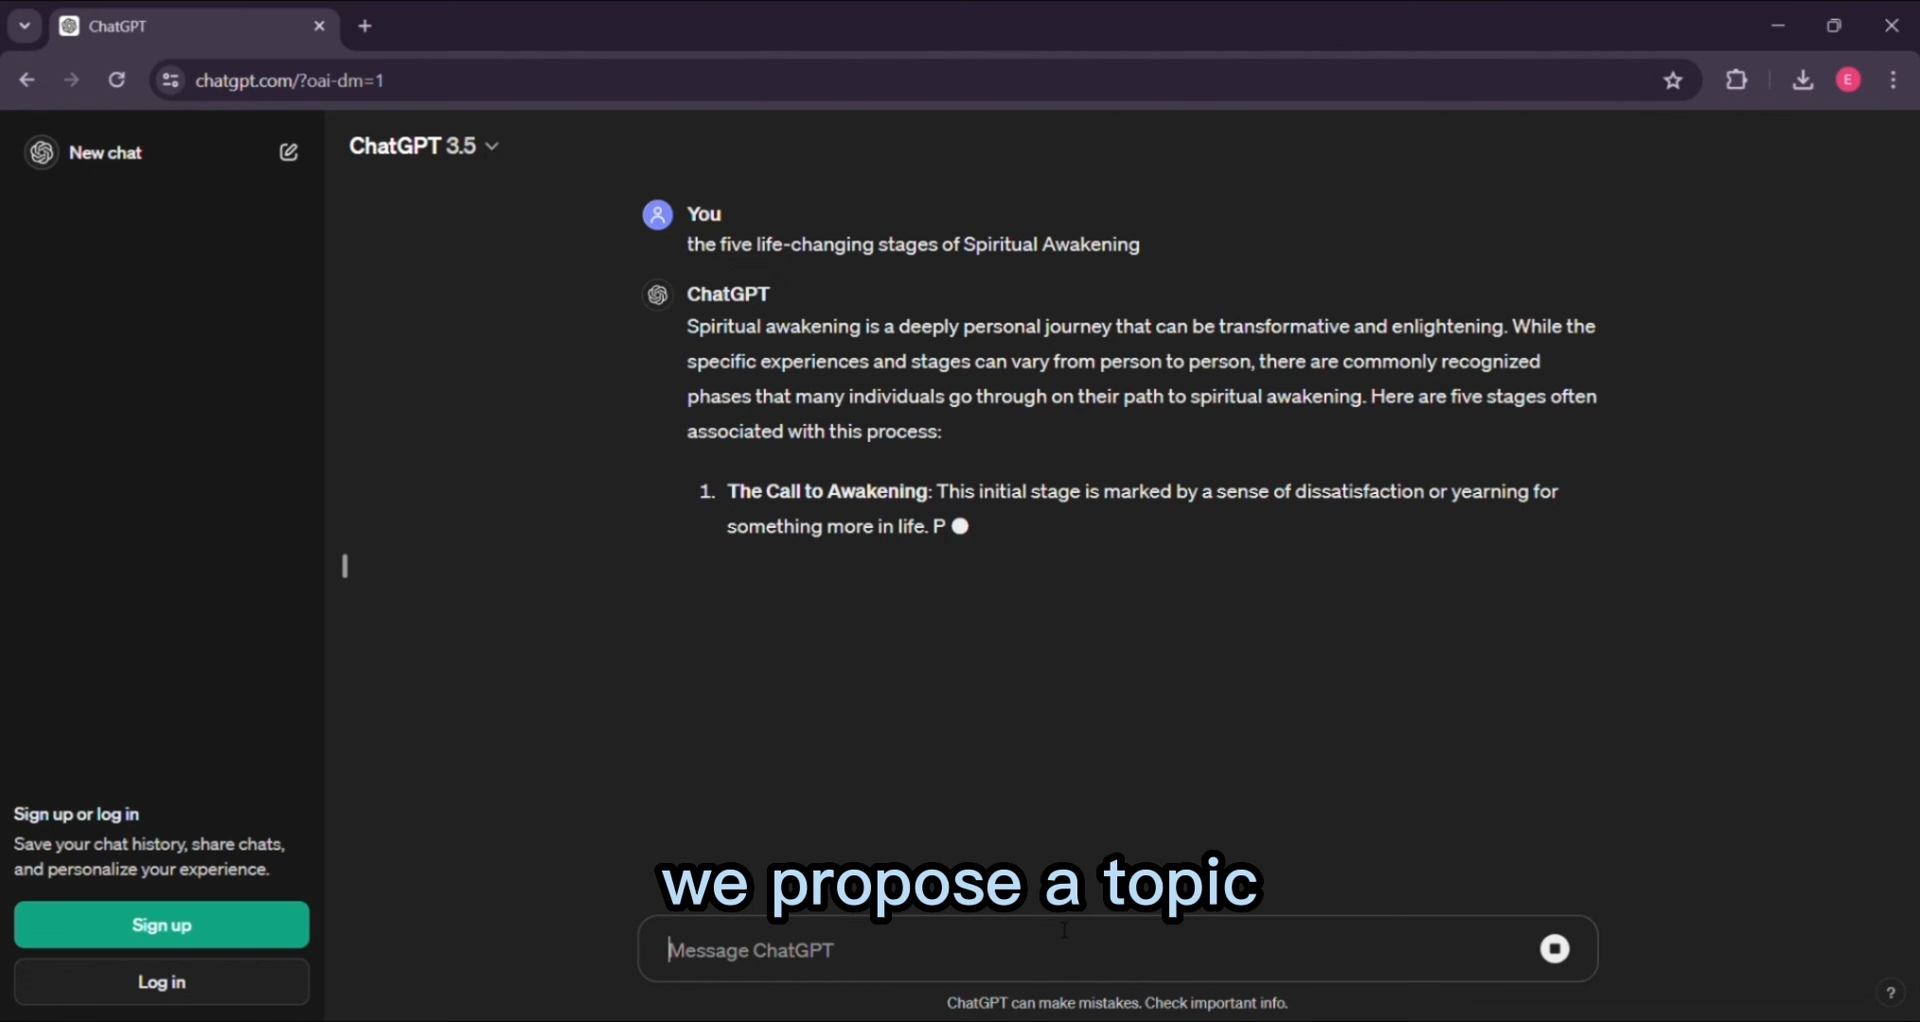 ChatGPT
chatgpt.com/?oai-dm=1
E
New chat
ChatGPT 3.5
You
the five life-changing stages of Spiritual Awakening
ChatGPT
Spiritual awakening is a deeply personal journey that can be transformative and enlightening. While the
specific experiences and stages can vary from person to person, there are commonly recognized
phases that many individuals go through on their path to spiritual awakening. Here are five stages often
associated with this process:
1. The Call to Awakening: This initial stage is marked by a sense of dissatisfaction or yearning for
something more in life. P
Sign up or log in
Save your chat history, share chats,
and personalize your experience.
Sign up
Log in
we propose a topic
Message ChatGPT
ChatGPT can make mistakes. Check important info.
?